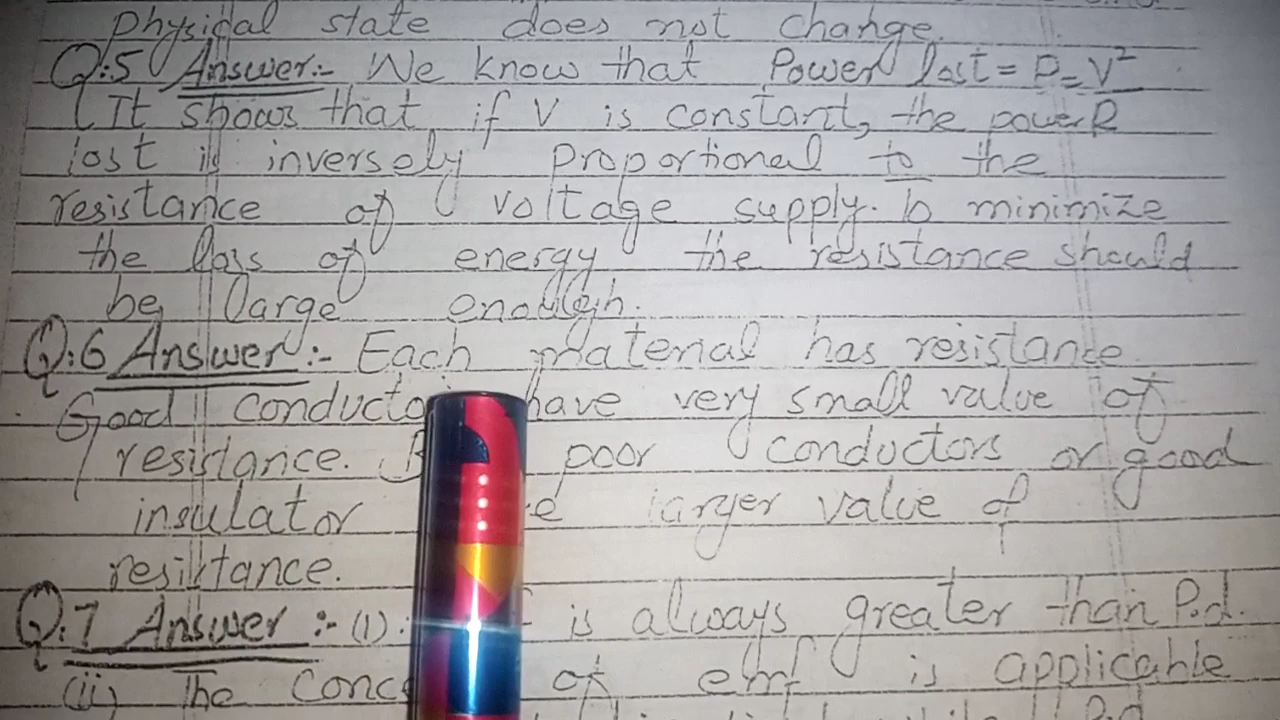 physical state does not change.
Q:5 Answer:- We know that Power lost = P = V²
It shows that if V is constant, the power R
lost is inversely proportional to the
resistance of voltage supply. To minimize
the loss of energy the resistance should
be large enough.
Q:6 Answer:- Each material has resistance.
Good conducto have very small value of
resistance. poor conductors or good
insulator larger value of
resistance.
Q:7 Answer:- (i) is always greater than P.d.
(ii) The Conc of emf is applicable
P.d